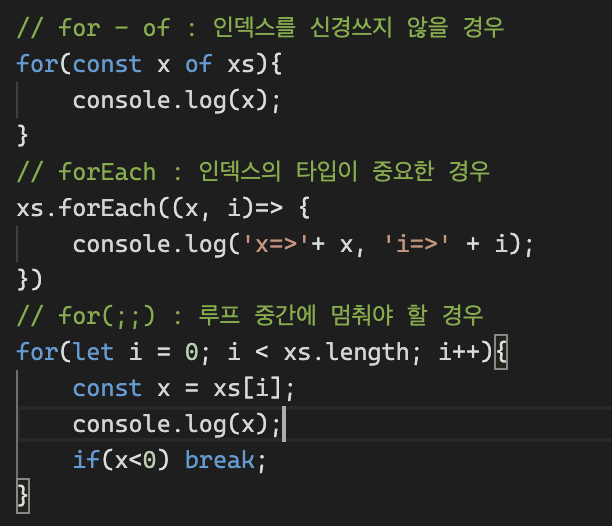 // for - of : 인덱스를 신경쓰지 않을 경우
for(const x of xs){
    console.log(x);
}
// forEach : 인덱스의 타입이 중요한 경우
xs.forEach((x, i)=> {
    console.log('x=>'+ x, 'i=>' + i);
})
// for(;;) : 루프 중간에 멈춰야 할 경우
for(let i = 0; i < xs.length; i++){
    const x = xs[i];
    console.log(x);
    if(x<0) break;
}